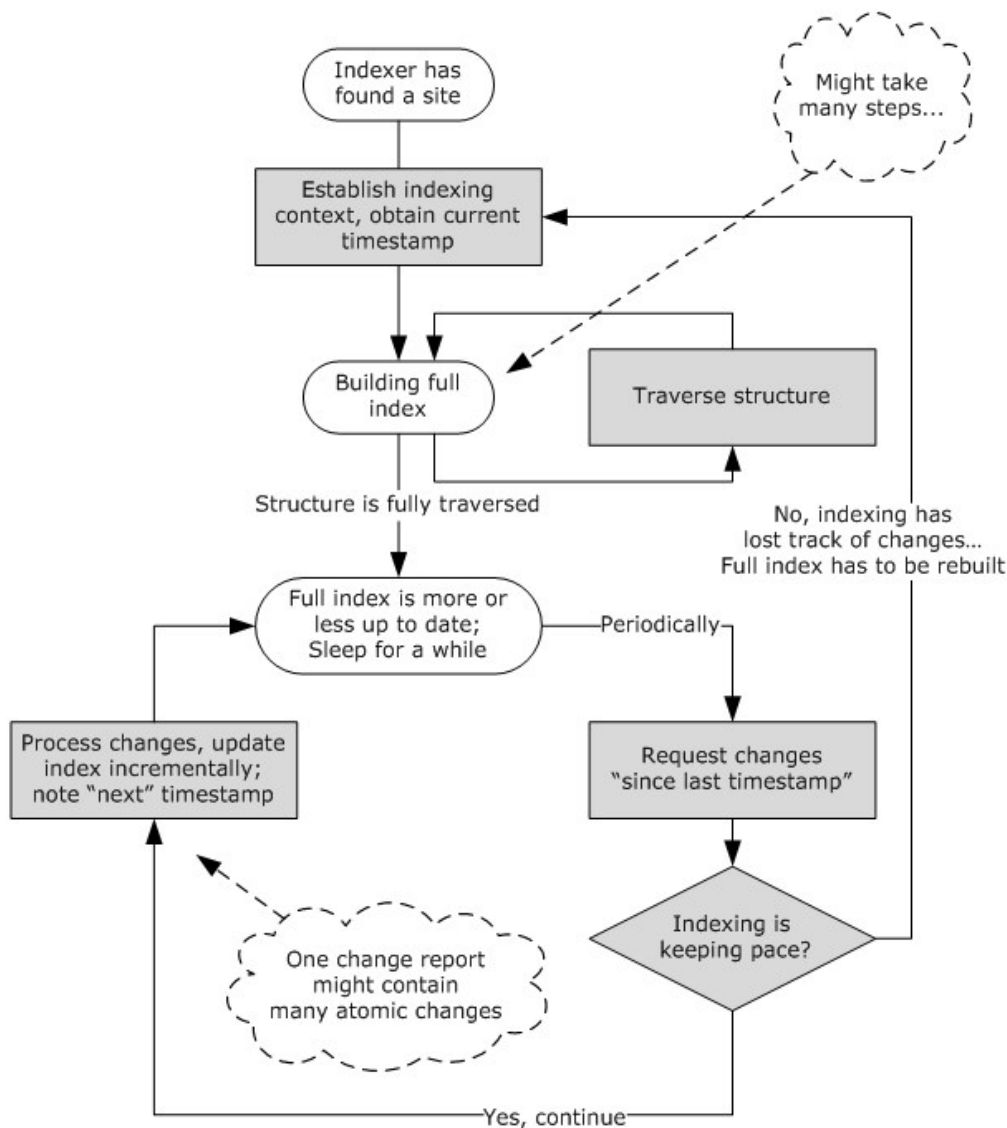 Indexer has
found a site
Might take
many steps...
Establish indexing
context, obtain current
timestamp
Building full
index
Traverse structure
Structure is fully traversed
No, indexing has
lost track of changes...
Full index has to be rebuilt
Full index is more or
less up to date;
Sleep for a while
Periodically
Process changes, update
index incrementally;
note “next” timestamp
Request changes
“since last timestamp”
Indexing is
keeping pace?
One change report
might contain
many atomic changes
Yes, continue